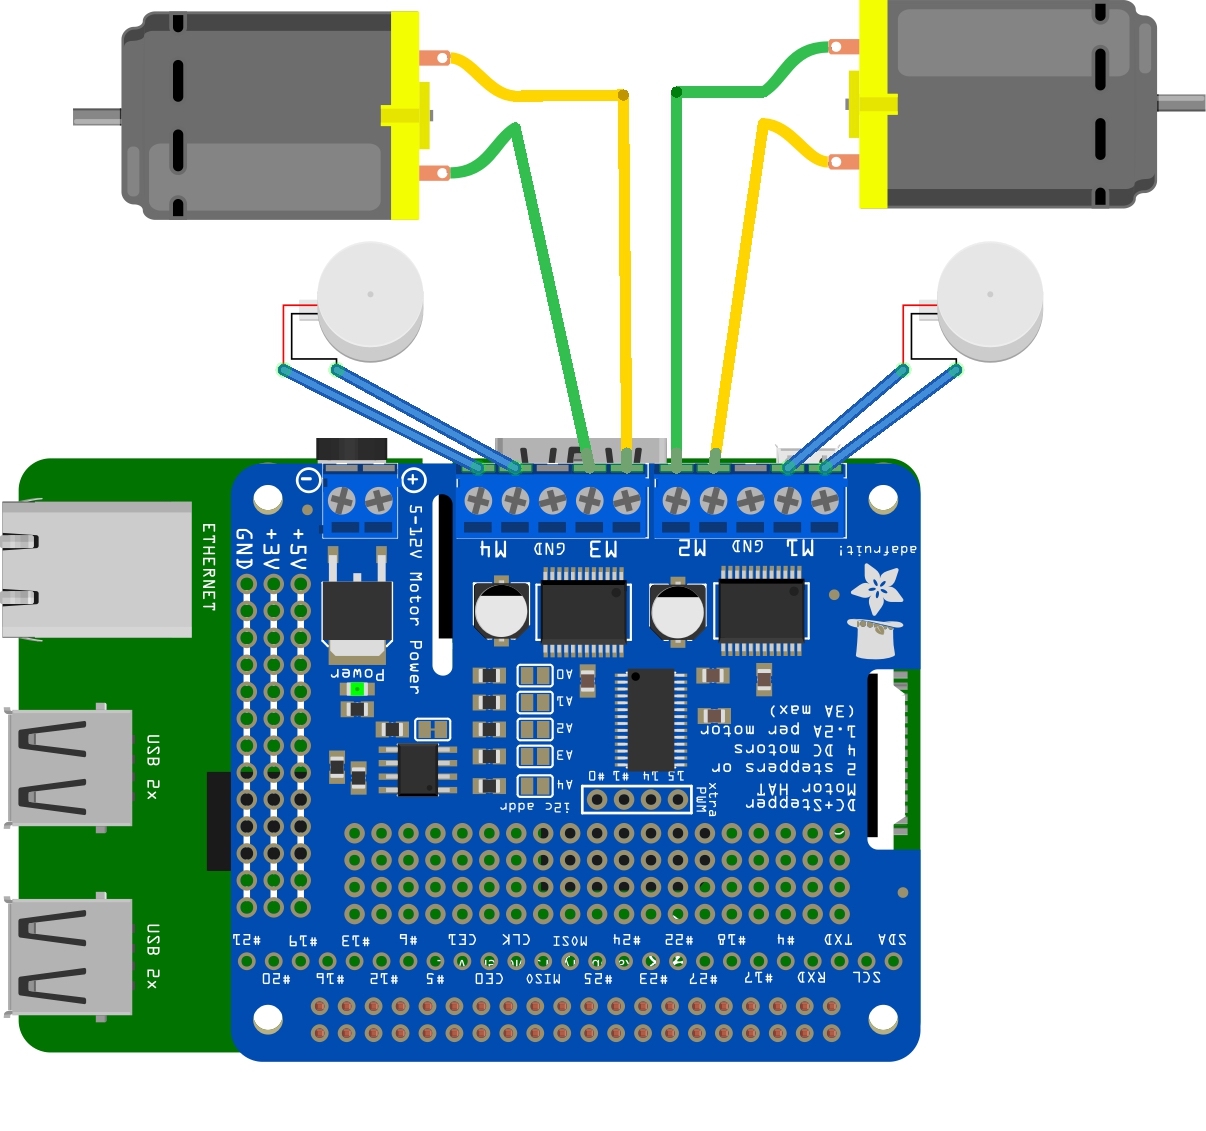 5-12V Motor Power
ETHERNET
GND
+3V
+5V
M4
GND
M3
M2
GND
M1
adafruit!
Power
A0
A1
A2
A3
A4
i2c addr
#0 #1 14 15
xtra
PWM
DC+Stepper
Motor HAT
2 steppers or
4 DC motors
1.2A per motor
(3A max)
USB 2x
USB 2x
#21 #19 #13 #6 CE1 CLK MOSI #24 #22 #18 #4 TXD SDA
#20 #16 #12 #5 CE0 MISO #25 #23 #27 #17 RXD SCL